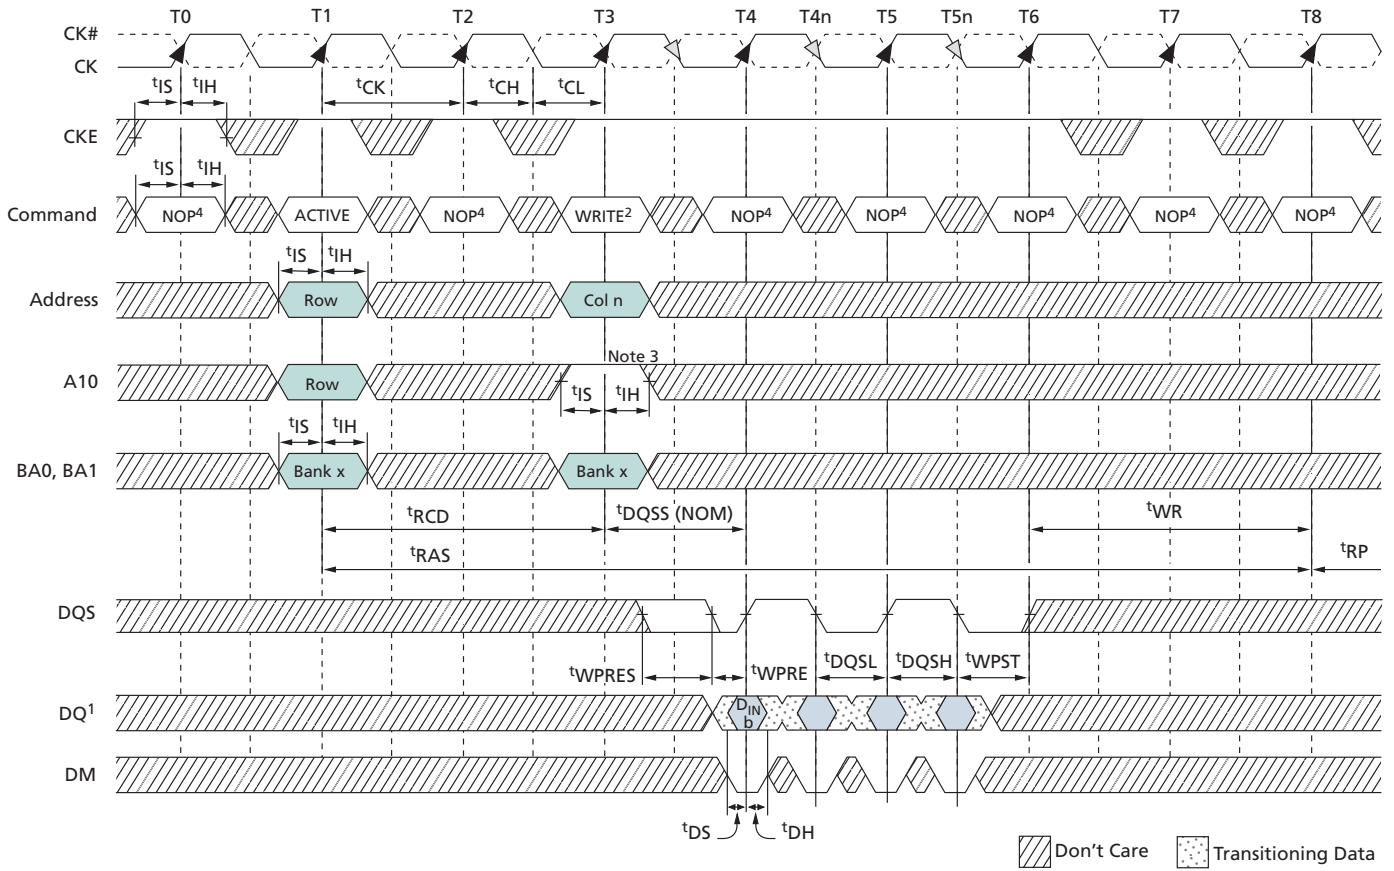 T0 T1 T2 T3 T4 T4n T5 T5n T6 T7 T8
CK#
CK
tIS tIH tCK tCH tCL
CKE
tIS tIH
Command NOP4 ACTIVE NOP4 WRITE2 NOP4 NOP4 NOP4 NOP4 NOP4
tIS tIH
Address Row Col n
Note 3
A10 Row
tIS tIH
tIS tIH
BA0, BA1 Bank x Bank x
tRCD tDQSS (NOM) tWR
tRAS tRP
DQS
tWPRES tWPRE tDQSL tDQSH tWPST
DQ1 DIN
b
DM
tDS tDH
Don't Care Transitioning Data